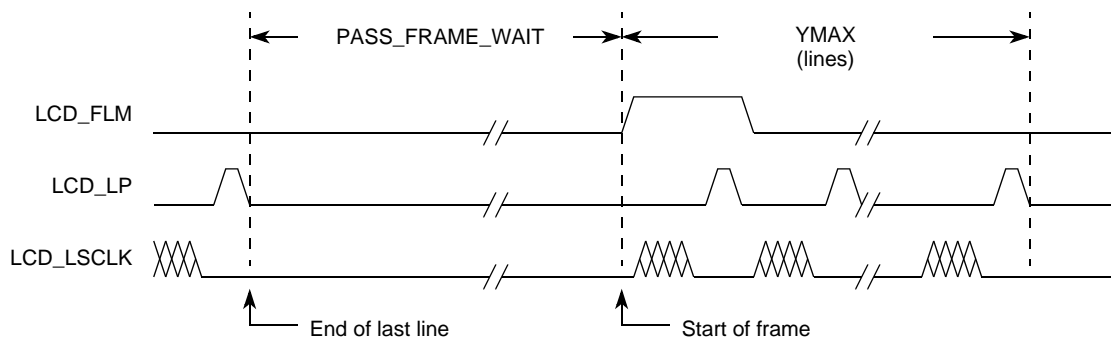 PASS_FRAME_WAIT
YMAX
(lines)
LCD_FLM
LCD_LP
LCD_LSCLK
End of last line
Start of frame